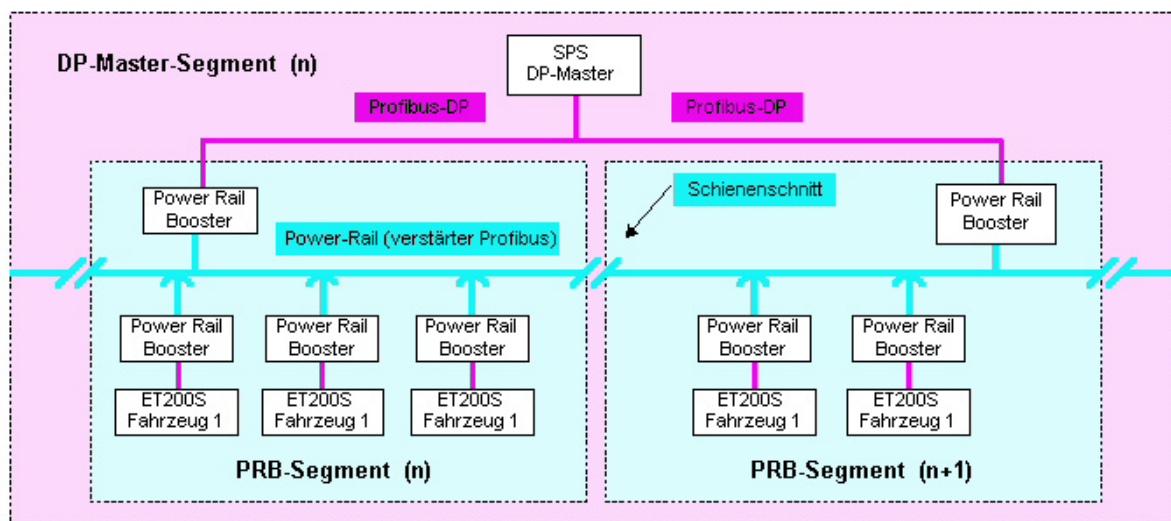 SPS
DP-Master
DP-Master-Segment (n)
Profibus-DP
Profibus-DP
Power Rail
Booster
Schienenschnitt
Power Rail
Booster
Power-Rail (verstärter Profibus)
Power Rail
Booster
Power Rail
Booster
Power Rail
Booster
Power Rail
Booster
Power Rail
Booster
ET200S
Fahrzeug 1
ET200S
Fahrzeug 1
ET200S
Fahrzeug 1
ET200S
Fahrzeug 1
ET200S
Fahrzeug 1
PRB-Segment (n)
PRB-Segment (n+1)